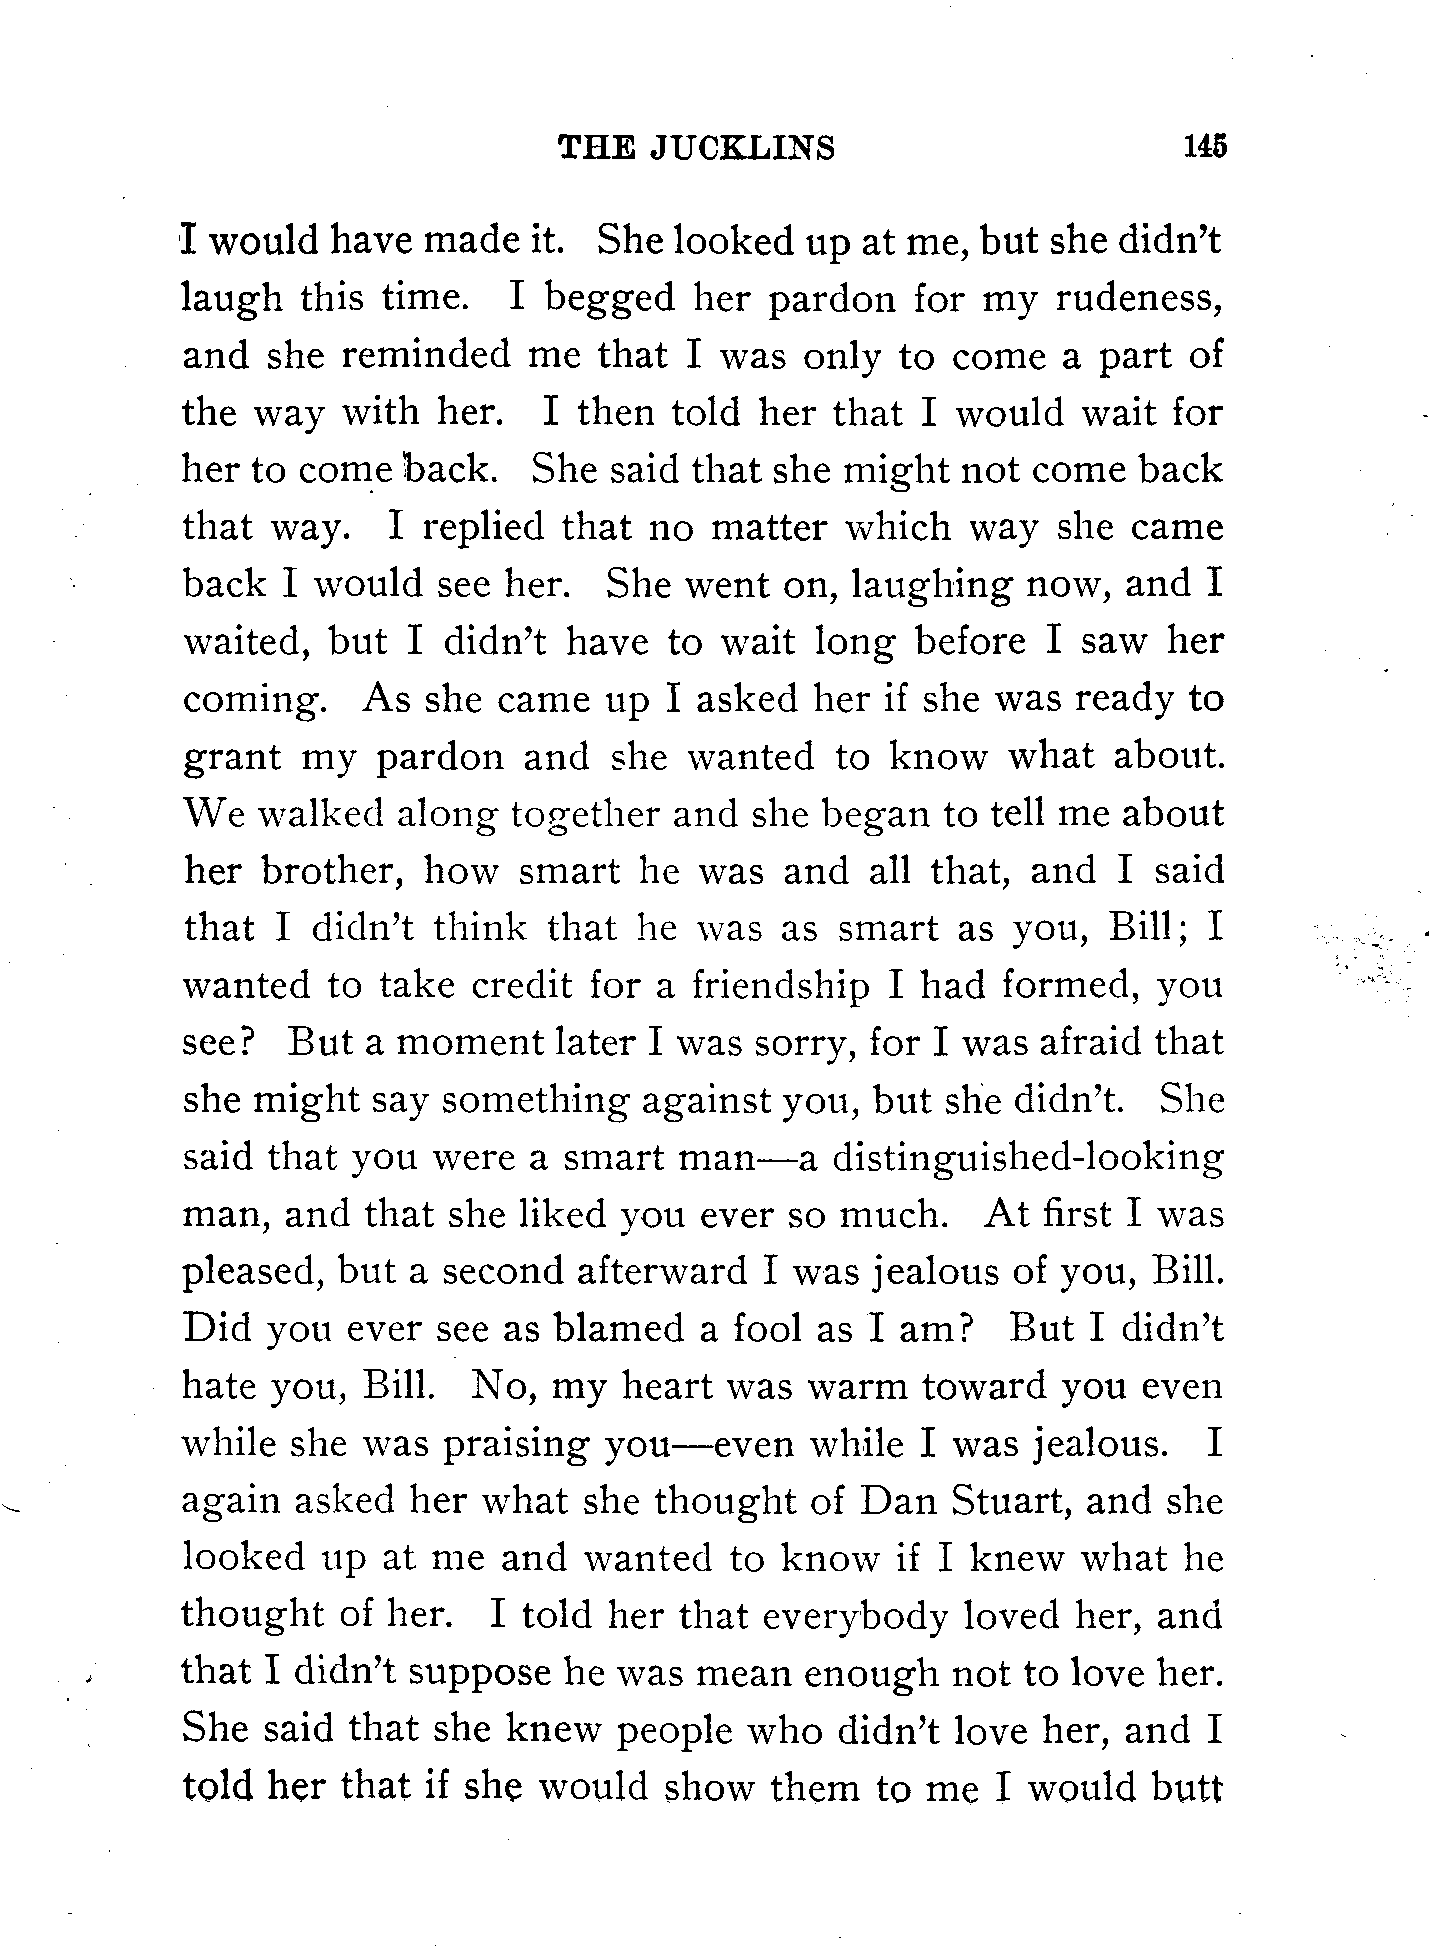 THE JUCKLINS 145
I would have made it. She looked up at me, but she didn't
laugh this time. I begged her pardon for my rudeness,
and she reminded me that I was only to come a part of
the way with her. I then told her that I would wait for
her to come back. She said that she might not come back
that way. I replied that no matter which way she came
back I would see her. She went on, laughing now, and I
waited, but I didn't have to wait long before I saw her
coming. As she came up I asked her if she was ready to
grant my pardon and she wanted to know what about.
We walked along together and she began to tell me about
her brother, how smart he was and all that, and I said
that I didn't think that he was as smart as you, Bill; I
wanted to take credit for a friendship I had formed, you
see? But a moment later I was sorry, for I was afraid that
she might say something against you, but she didn't. She
said that you were a smart man—a distinguished-looking
man, and that she liked you ever so much. At first I was
pleased, but a second afterward I was jealous of you, Bill.
Did you ever see as blamed a fool as I am? But I didn't
hate you, Bill. No, my heart was warm toward you even
while she was praising you—even while I was jealous. I
again asked her what she thought of Dan Stuart, and she
looked up at me and wanted to know if I knew what he
thought of her. I told her that everybody loved her, and
that I didn't suppose he was mean enough not to love her.
She said that she knew people who didn't love her, and I
told her that if she would show them to me I would butt